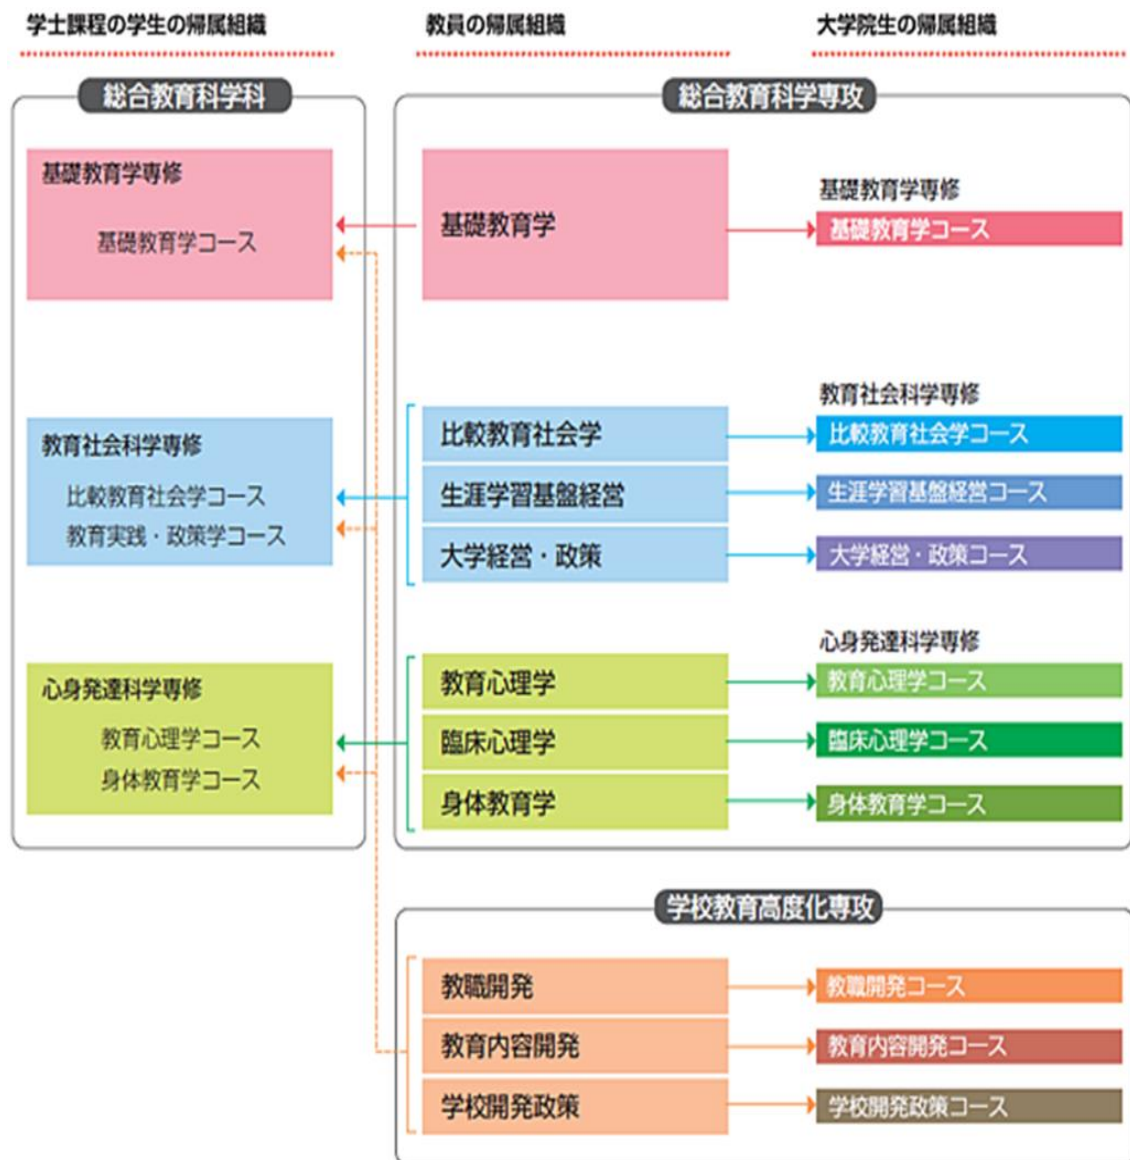 学士課程の学生の帰属組織
教員の帰属組織
大学院生の帰属組織
総合教育科学科
総合教育科学専攻
基礎教育学専修
基礎教育学コース
基礎教育学
基礎教育学専修
基礎教育学コース
教育社会科学専修
比較教育社会学コース
教育実践・政策学コース
比較教育社会学
生涯学習基盤経営
大学経営・政策
教育社会科学専修
比較教育社会学コース
生涯学習基盤経営コース
大学経営・政策コース
心身発達科学専修
教育心理学コース
身体教育学コース
教育心理学
臨床心理学
身体教育学
心身発達科学専修
教育心理学コース
臨床心理学コース
身体教育学コース
学校教育高度化専攻
教職開発
教育内容開発
学校開発政策
教職開発コース
教育内容開発コース
学校開発政策コース